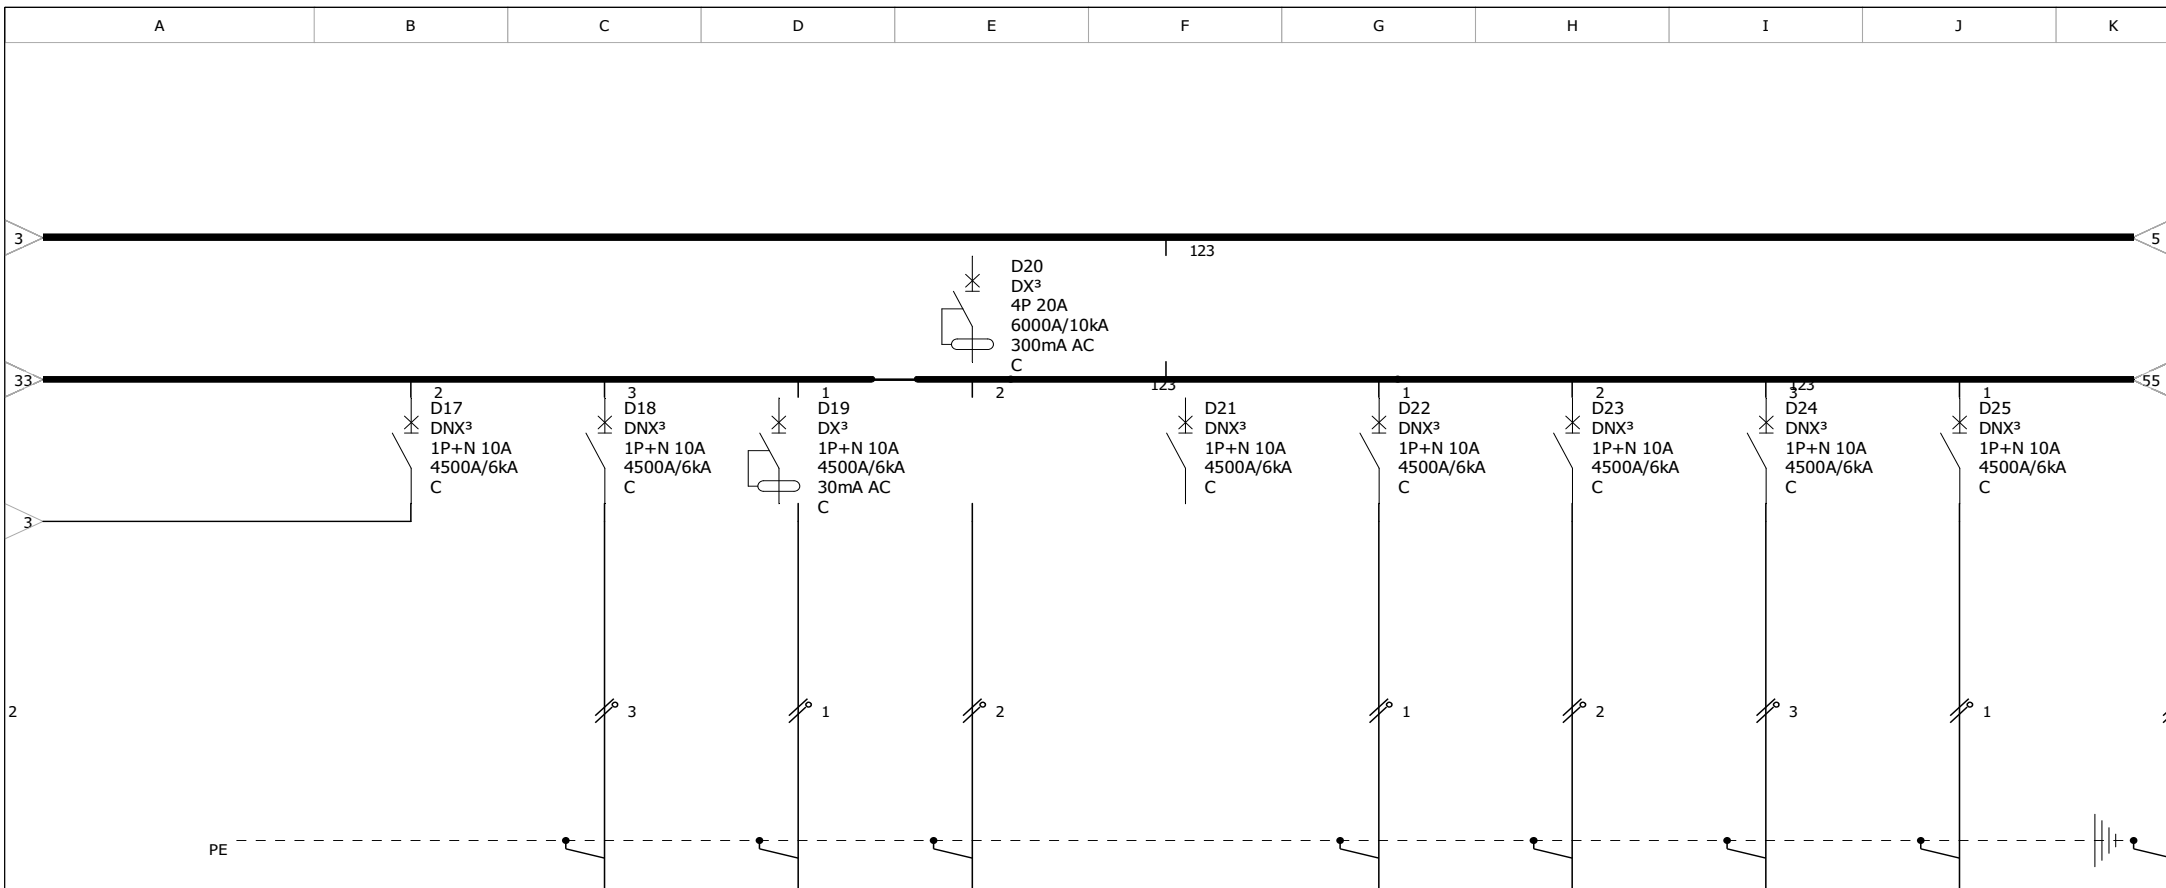 A B C D E F G H I J K
3 5
123
D20
DX³
4P 20A
6000A/10kA
300mA AC
C
33 55
2 3 1 2 123 1 2 3 123 1
D17
DNX³
1P+N 10A
4500A/6kA
C
D18
DNX³
1P+N 10A
4500A/6kA
C
D19
DX³
1P+N 10A
4500A/6kA
30mA AC
C
D21
DNX³
1P+N 10A
4500A/6kA
C
D22
DNX³
1P+N 10A
4500A/6kA
C
D23
DNX³
1P+N 10A
4500A/6kA
C
D24
DNX³
1P+N 10A
4500A/6kA
C
D25
DNX³
1P+N 10A
4500A/6kA
C
3
2 3 1 2 1 2 3 1
PE